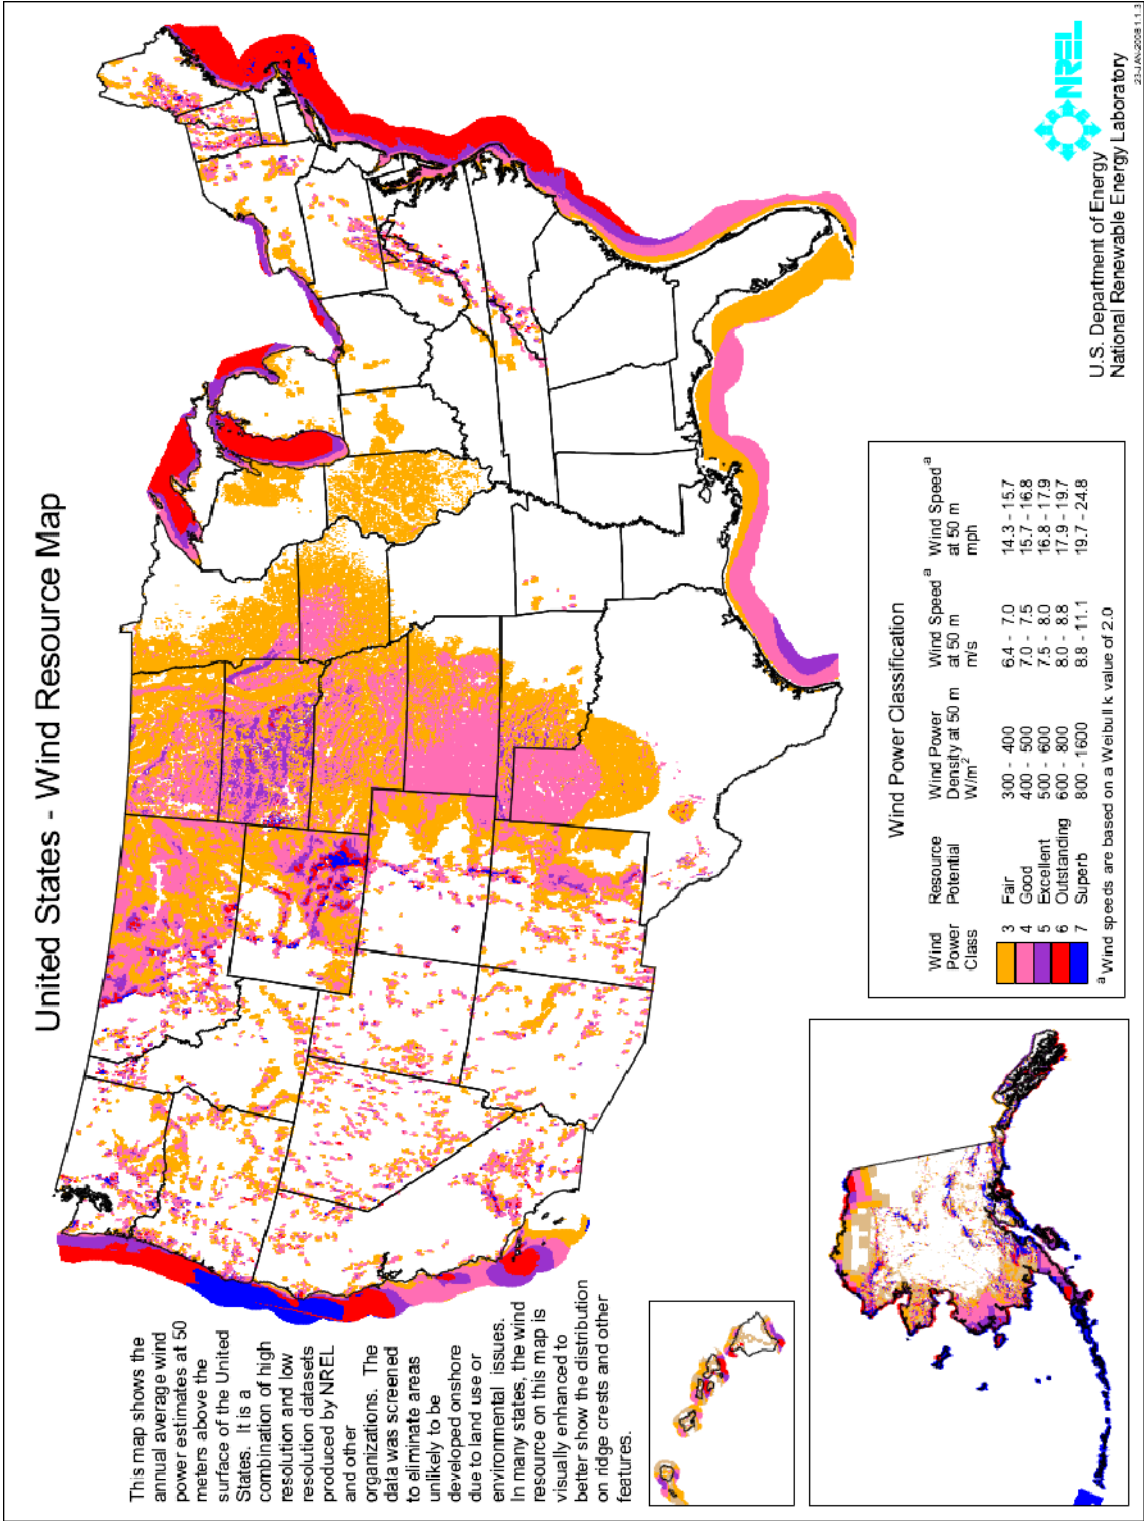 United States - Wind Resource Map
This map shows the
annual average wind
power estimates at 50
meters above the
surface of the United
States. It is a
combination of high
resolution and low
resolution datasets
produced by NREL
and other
organizations. The
data was screened
to eliminate areas
unlikely to be
developed onshore
due to land use or
environmental issues.
In many states, the wind
resource on this map is
visually enhanced to
better show the distribution
on ridge crests and other
features.
Wind Power Classification
Wind Power Class Resource Potential Wind Power Density at 50 m W/m² Wind Speed a at 50 m m/s Wind Speed a at 50 m mph
3 Fair 300 - 400 6.4 - 7.0 14.3 - 15.7
4 Good 400 - 500 7.0 - 7.5 15.7 - 16.8
5 Excellent 500 - 600 7.5 - 8.0 16.8 - 17.9
6 Outstanding 600 - 800 8.0 - 8.8 17.9 - 19.7
7 Superb 800 - 1600 8.8 - 11.1 19.7 - 24.8
a Wind speeds are based on a Weibull k value of 2.0
NREL
U.S. Department of Energy
National Renewable Energy Laboratory
23-JAN-2008 1.1.3